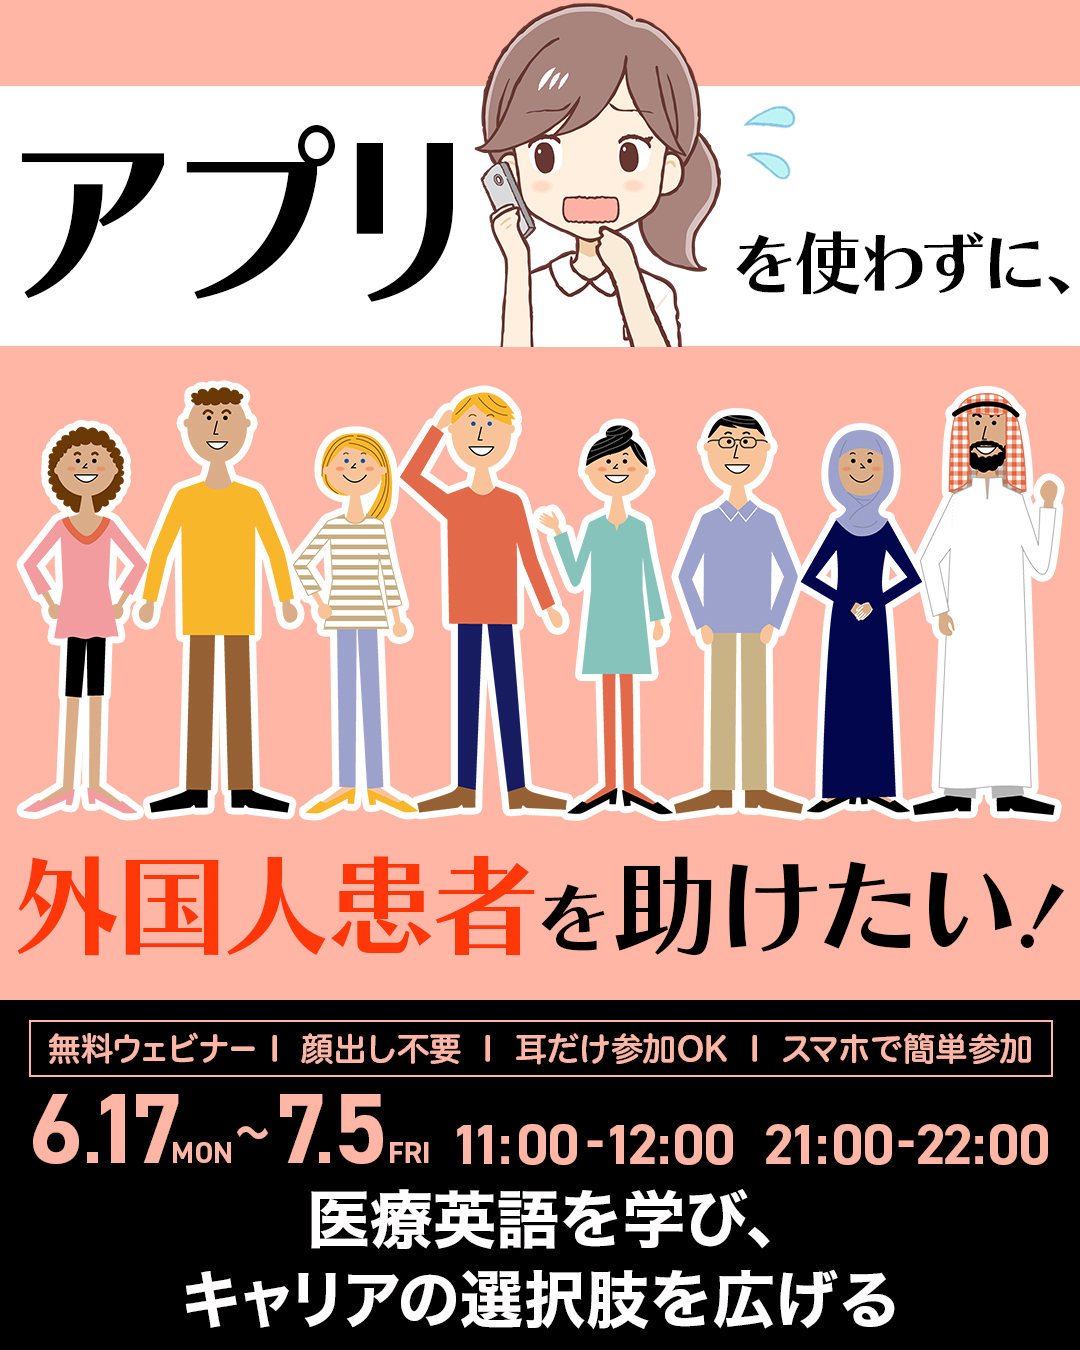 アプリを使わずに、
外国人患者を助けたい！
無料ウェビナー | 顔出し不要 | 耳だけ参加OK | スマホで簡単参加
6.17MON〜7.5FRI 11:00-12:00 21:00-22:00
医療英語を学び、
キャリアの選択肢を広げる